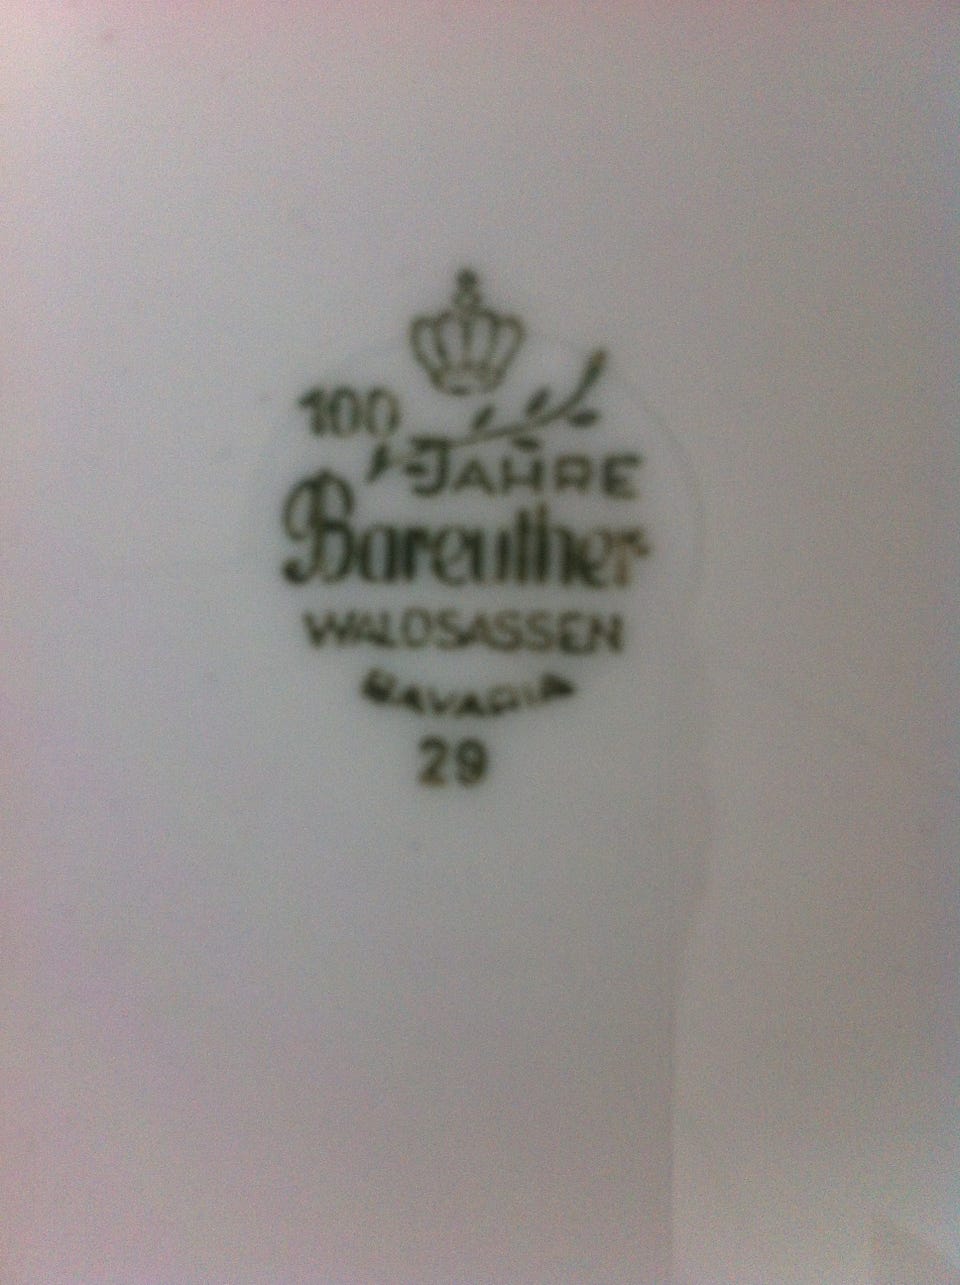 100
JAHRE
Bareuther
WALDSASSEN
BAVARIA
29